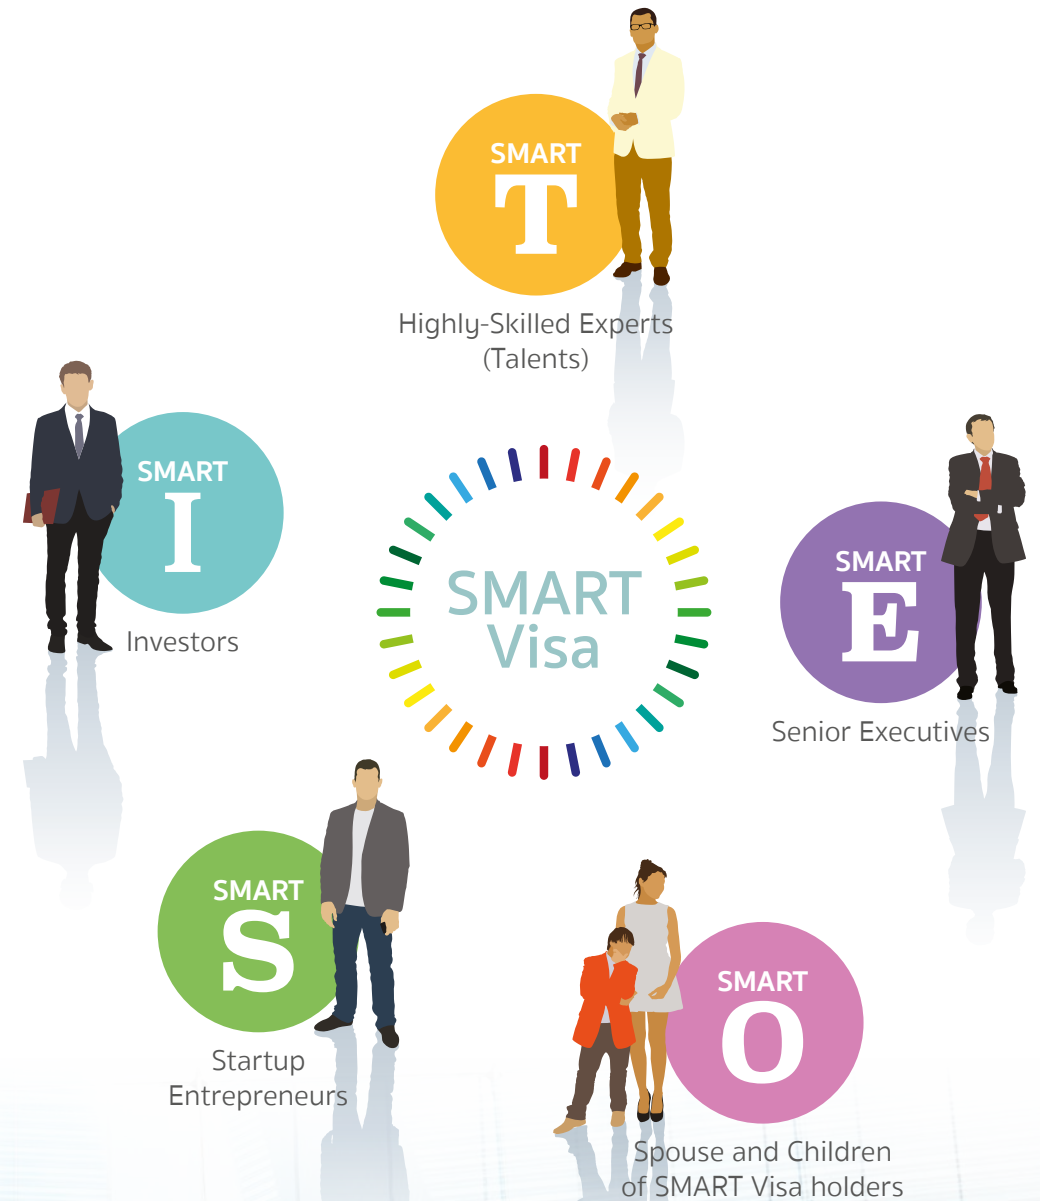 SMART
T
Highly-Skilled Experts
(Talents)
SMART
I
Investors
SMART
Visa
SMART
E
Senior Executives
SMART
S
Startup
Entrepreneurs
SMART
O
Spouse and Children
of SMART Visa holders